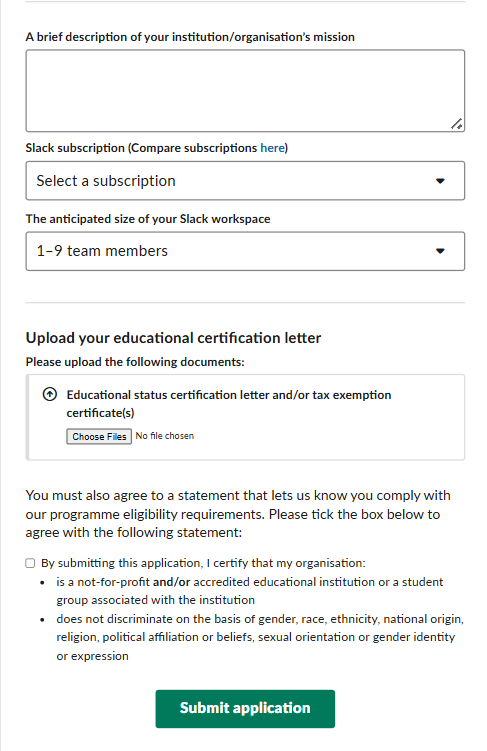 A brief description of your institution/organisation's mission
Slack subscription (Compare subscriptions here)
Select a subscription
The anticipated size of your Slack workspace
1–9 team members
Upload your educational certification letter
Please upload the following documents:
Educational status certification letter and/or tax exemption
certificate(s)
Choose Files No file chosen
You must also agree to a statement that lets us know you comply with
our programme eligibility requirements. Please tick the box below to
agree with the following statement:
By submitting this application, I certify that my organisation:
• is a not-for-profit and/or accredited educational institution or a student
group associated with the institution
• does not discriminate on the basis of gender, race, ethnicity, national origin,
religion, political affiliation or beliefs, sexual orientation or gender identity
or expression
Submit application